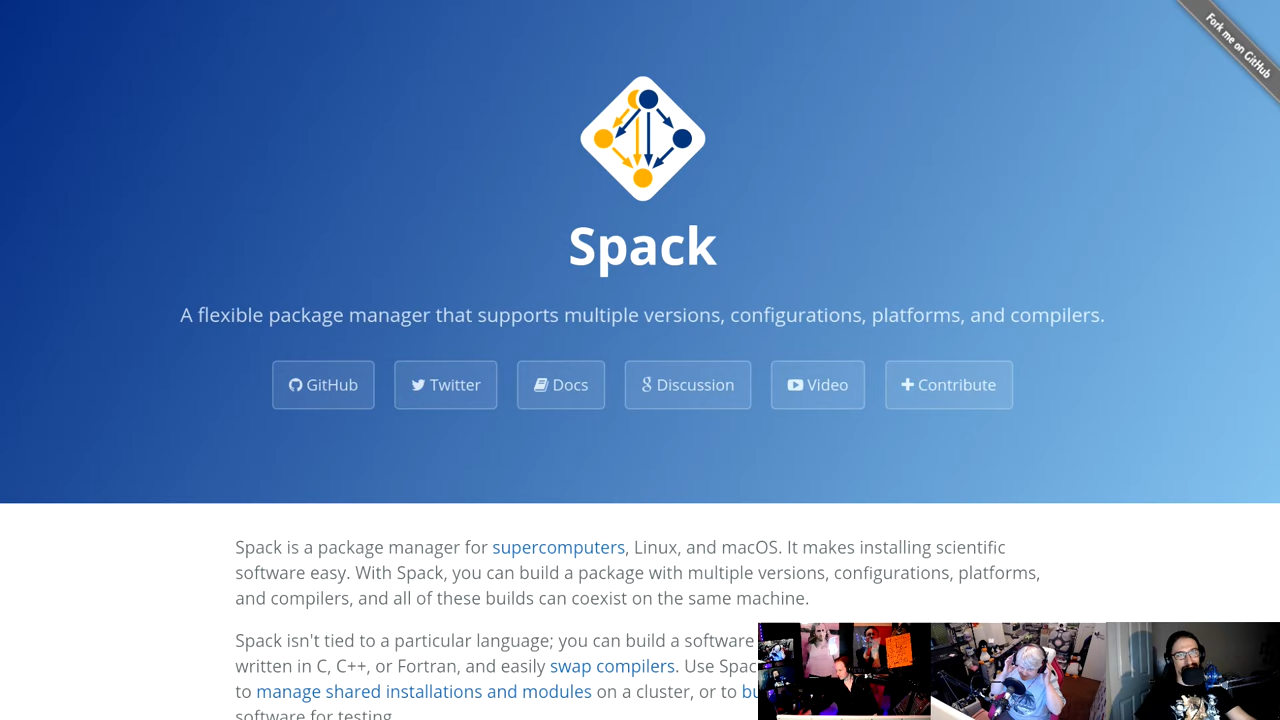 Fork me on GitHub
Spack
A flexible package manager that supports multiple versions, configurations, platforms, and compilers.
GitHub
Twitter
Docs
Discussion
Video
Contribute
Spack is a package manager for supercomputers, Linux, and macOS. It makes installing scientific
software easy. With Spack, you can build a package with multiple versions, configurations, platforms,
and compilers, and all of these builds can coexist on the same machine.
Spack isn't tied to a particular language; you can build a software
written in C, C++, or Fortran, and easily swap compilers. Use Spac
to manage shared installations and modules on a cluster, or to bu
software for testing.